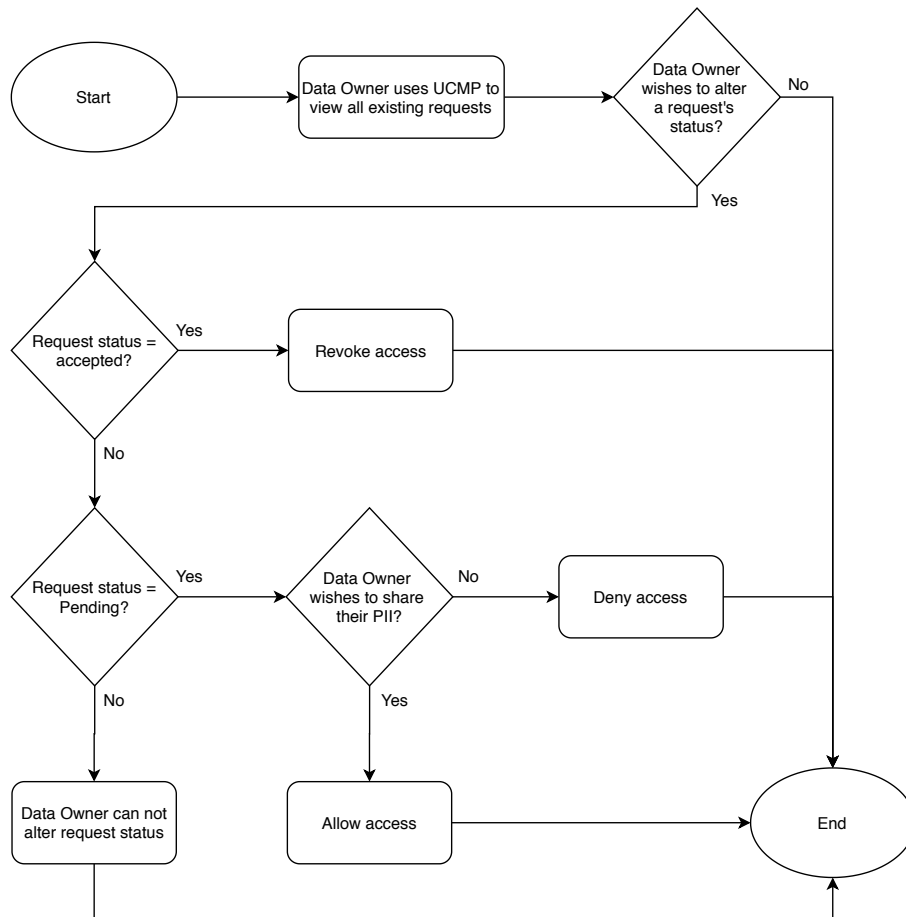 Start
Data Owner uses UCMP to
view all existing requests
Data Owner
wishes to alter
a request's
status?
No
Yes
Request status =
accepted?
Yes
Revoke access
No
Request status =
Pending?
Yes
Data Owner
wishes to share
their PII?
No
Deny access
No
Yes
Data Owner can not
alter request status
Allow access
End